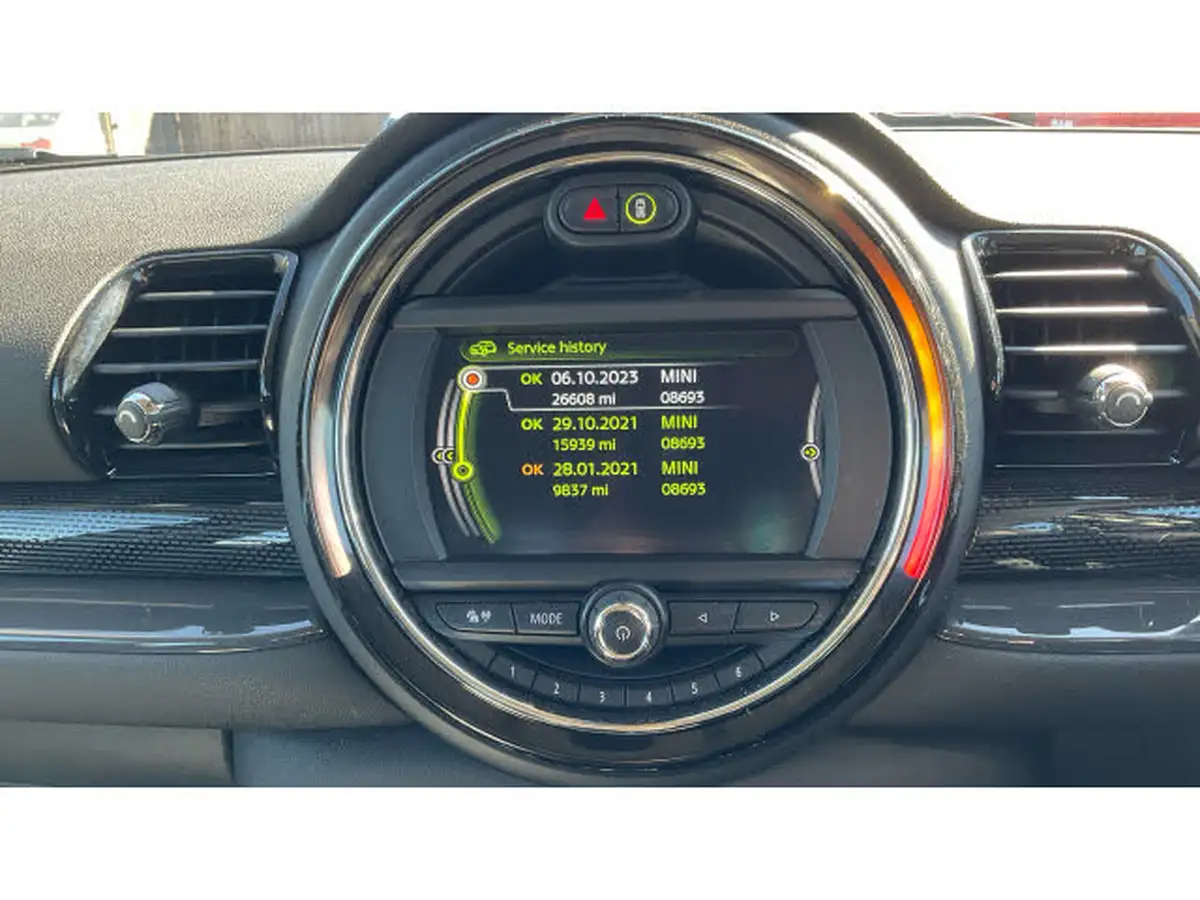 Service history
OK 06.10.2023 MINI
26608 mi 08693
OK 29.10.2021 MINI
15939 mi 08693
OK 28.01.2021 MINI
9837 mi 08693
MODE
1 2 3 4 5 6